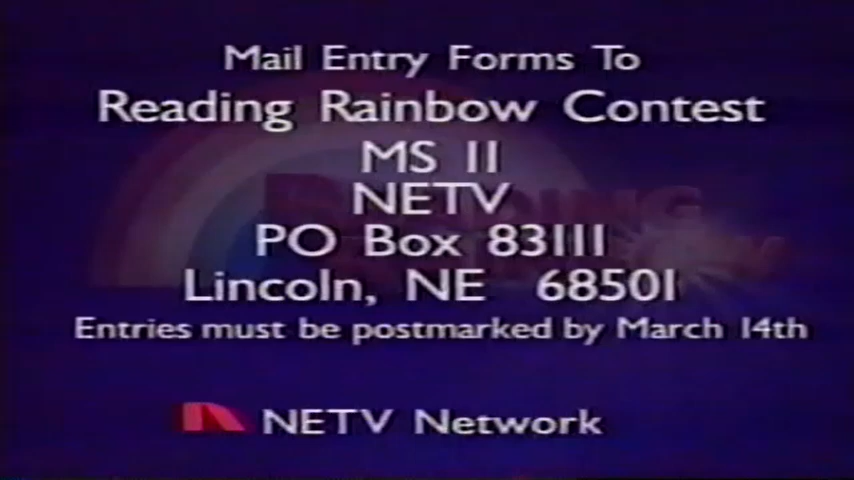 Mail Entry Forms To
Reading Rainbow Contest
MS 11
NETV
PO Box 83111
Lincoln, NE 68501
Entries must be postmarked by March 14th
NETV Network